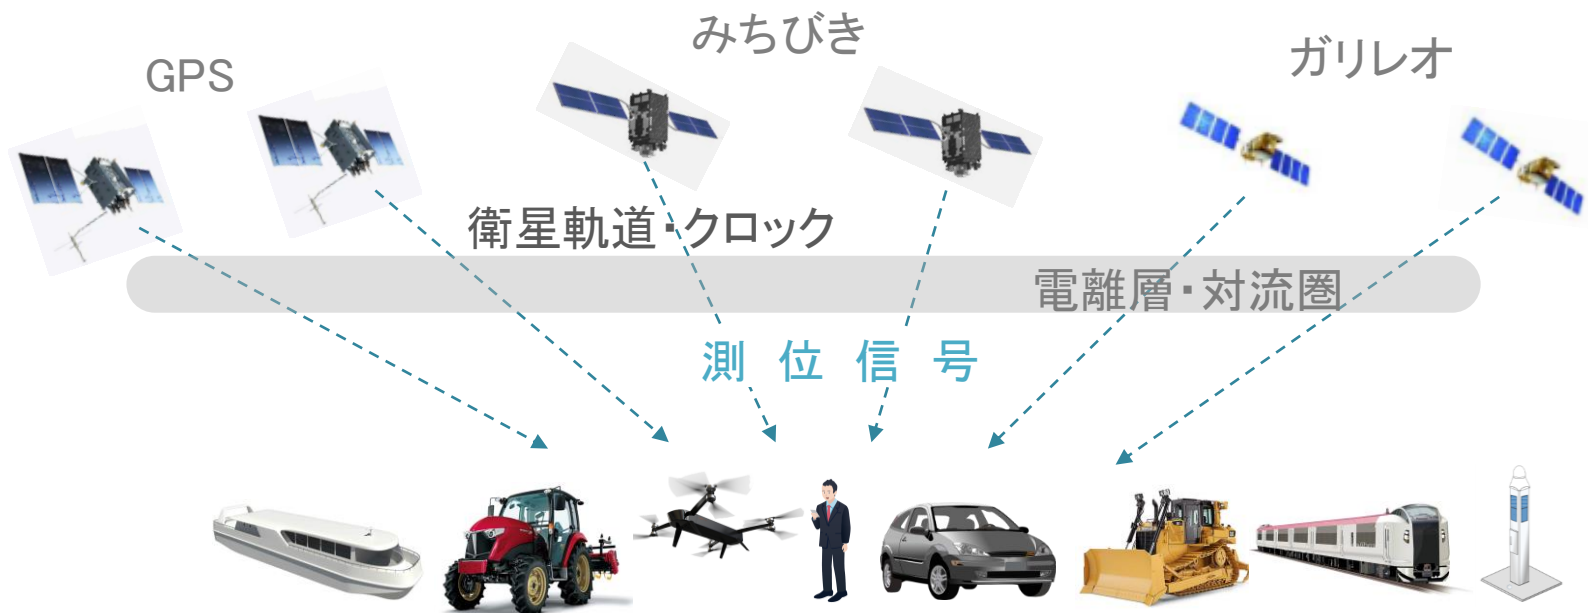 みちびき
GPS
ガリレオ
衛星軌道・クロック
電離層・対流圏
測 位 信 号